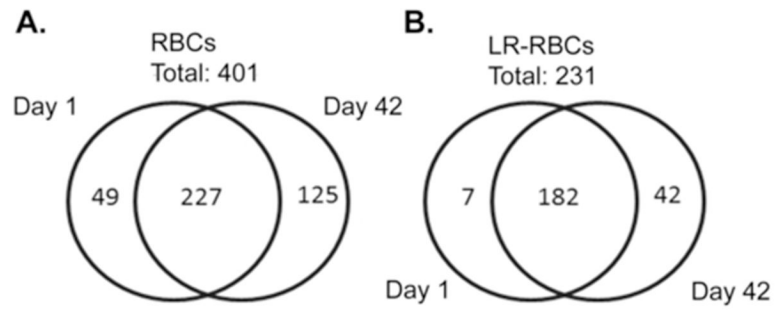 A.
RBCs
Total: 401
Day 1
Day 42
49
227
125
B.
LR-RBCs
Total: 231
7
182
42
Day 1
Day 42